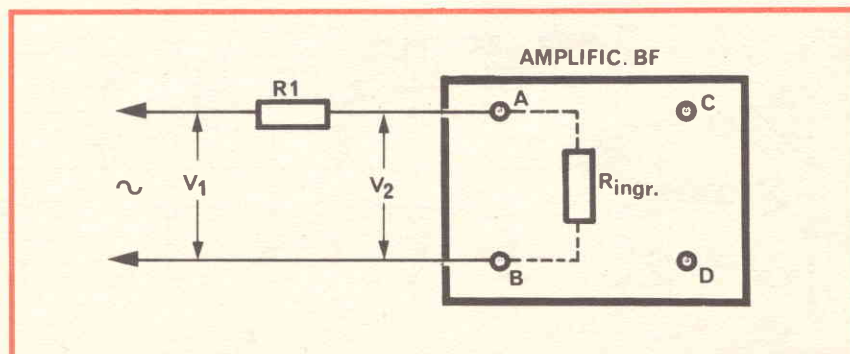 AMPLIFIC. BF
R1
A
C
V1
V2
Ringr.
B
D